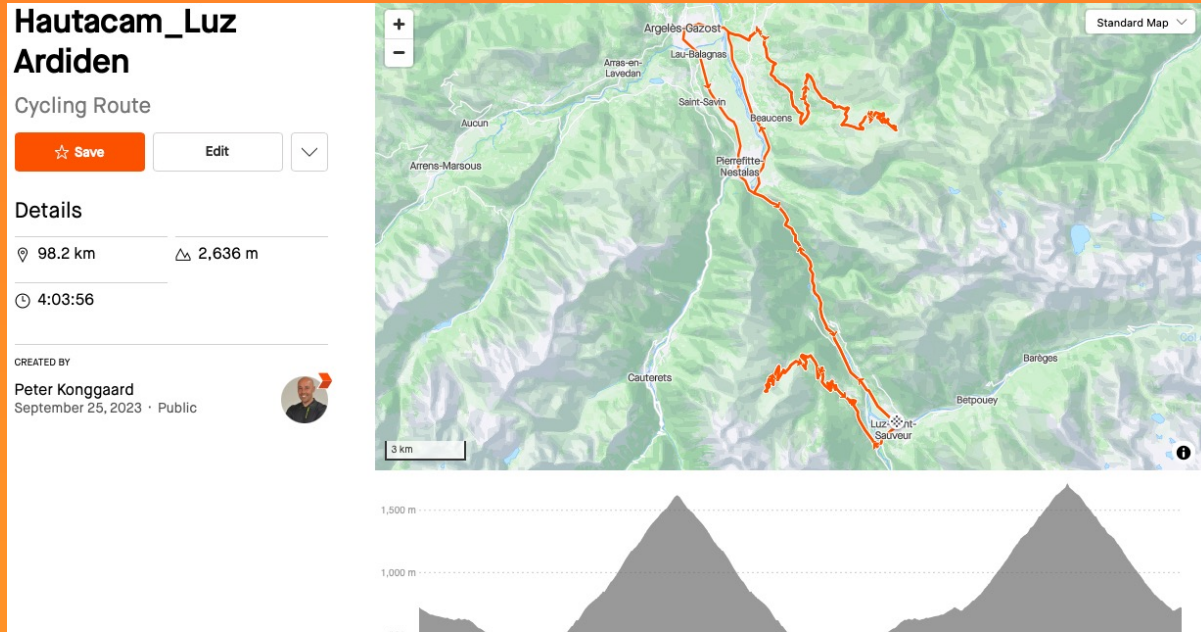 Hautacam_Luz
Ardiden
Cycling Route
Save
Edit
Details
98.2 km
2,636 m
4:03:56
CREATED BY
Peter Konggaard
September 25, 2023 · Public
+
−
Standard Map
Argelès-Gazost
Lau-Balagnas
Arras-en-
Lavedan
Saint-Savin
Aucun
Beaucens
Arrens-Marsous
Pierrefitte-
Nestalas
Cauterets
Barèges
Betpouey
Sauveur
3 km
1,500 m
1,000 m